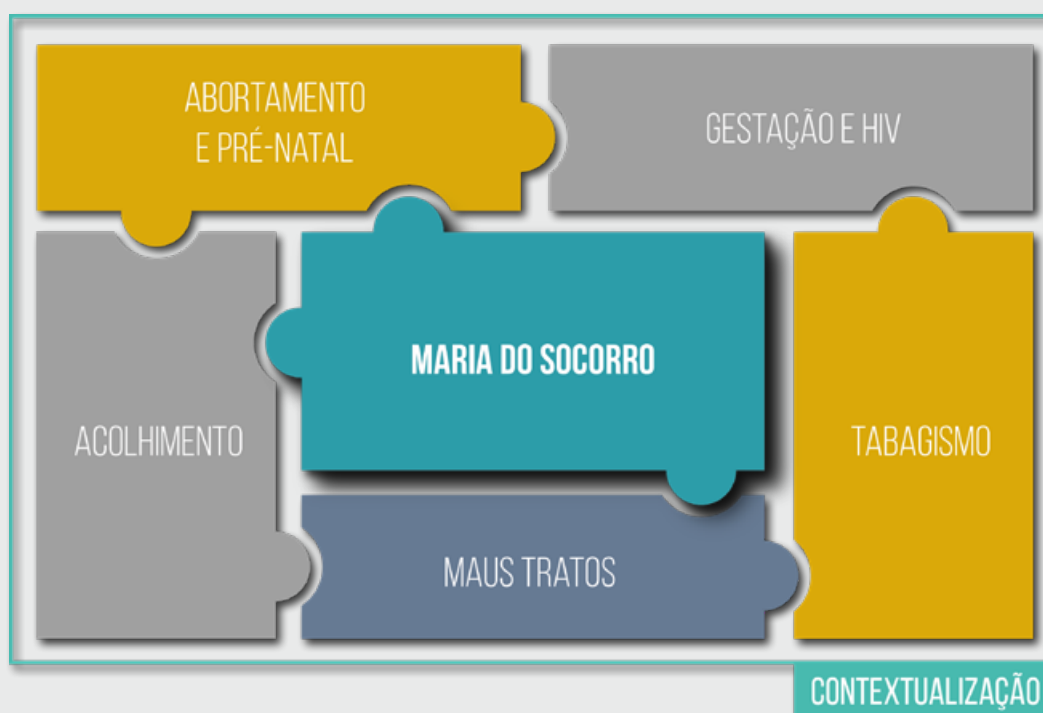 ABORTAMENTO
E PRÉ-NATAL
GESTAÇÃO E HIV
MARIA DO SOCORRO
ACOLHIMENTO
TABAGISMO
MAUS TRATOS
CONTEXTUALIZAÇÃO